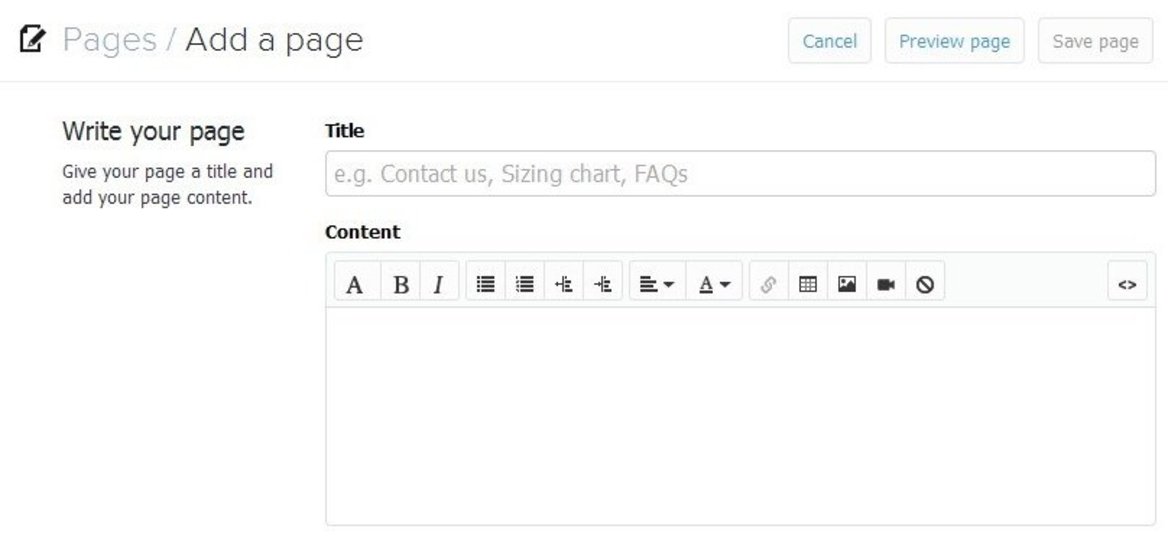 Pages / Add a page
Cancel
Preview page
Save page
Write your page
Give your page a title and
add your page content.
Title
e.g. Contact us, Sizing chart, FAQs
Content
A B I A <>